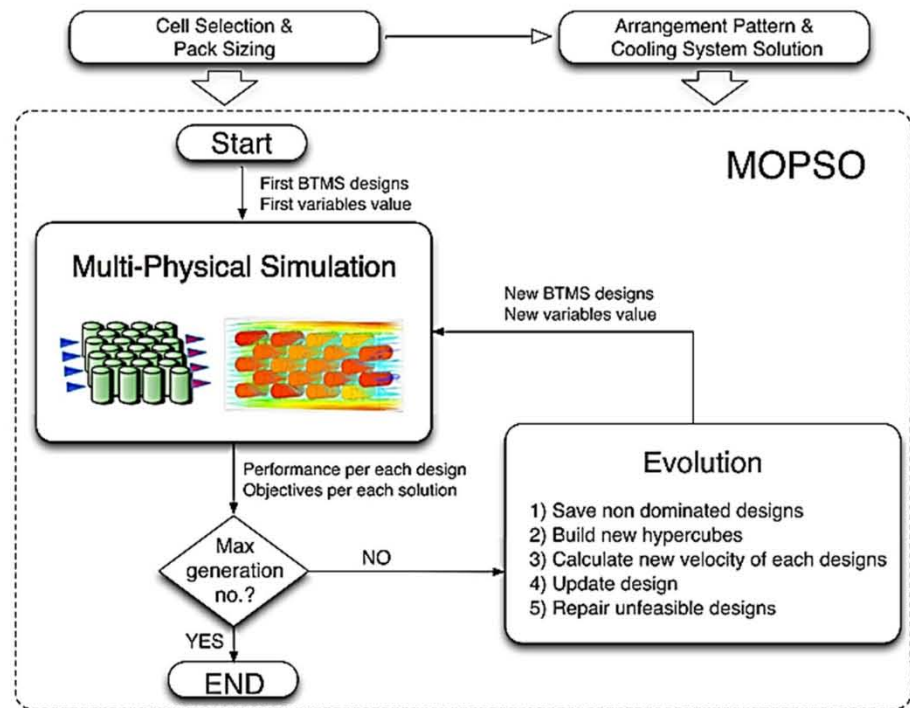 Cell Selection &
Pack Sizing
Arrangement Pattern &
Cooling System Solution
MOPSO
Start
First BTMS designs
First variables value
Multi-Physical Simulation
New BTMS designs
New variables value
Performance per each design
Objectives per each solution
Evolution
1) Save non dominated designs
2) Build new hypercubes
3) Calculate new velocity of each designs
4) Update design
5) Repair unfeasible designs
Max
generation
no.?
NO
YES
END